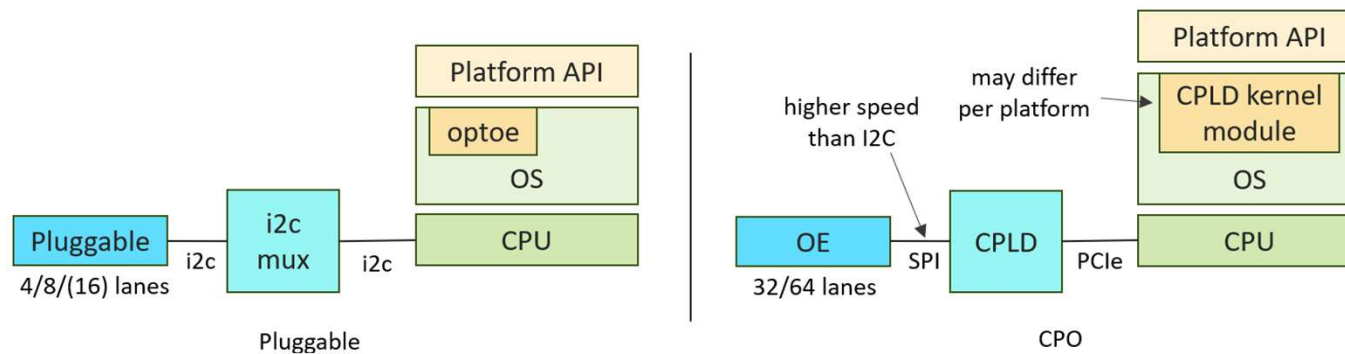 Platform API
optoe
OS
Pluggable
i2c
i2c
mux
i2c
CPU
4/8/(16) lanes
Pluggable
Platform API
may differ
per platform
CPLD kernel
module
higher speed
than I2C
OS
OE
SPI
CPLD
PCIe
CPU
32/64 lanes
CPO